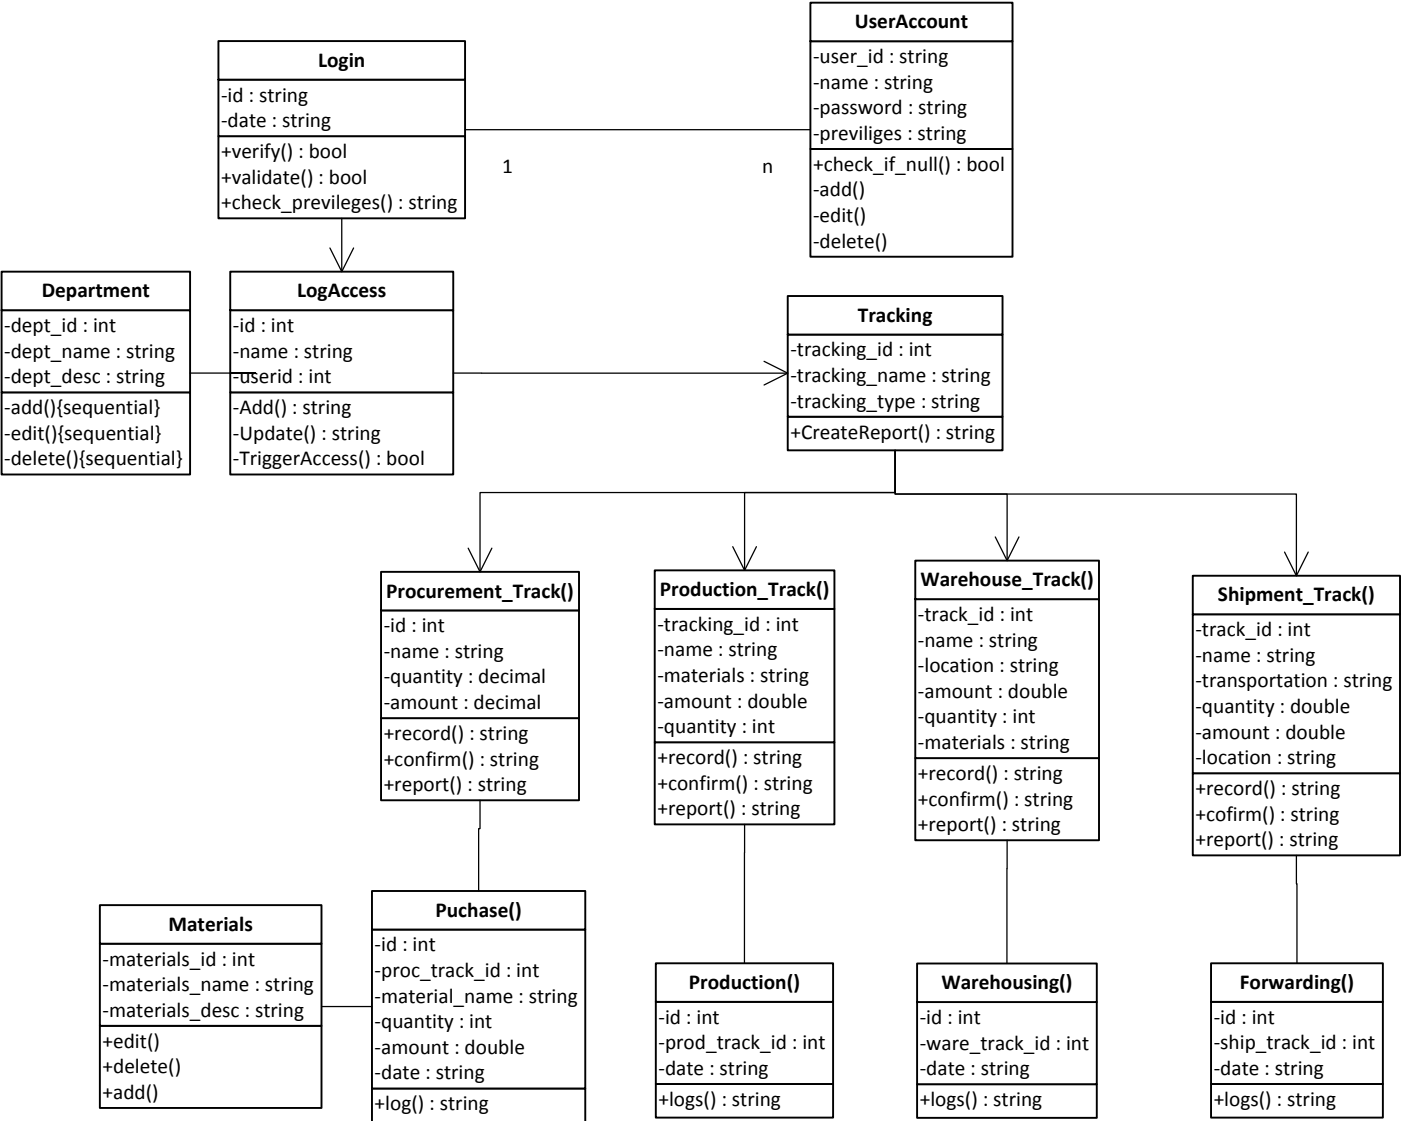 UserAccount
-user_id : string
-name : string
-password : string
-previliges : string
+check_if_null() : bool
-add()
-edit()
-delete()
Login
-id : string
-date : string
+verify() : bool
+validate() : bool
+check_previleges() : string
1
n
Department
-dept_id : int
-dept_name : string
-dept_desc : string
-add(){sequential}
-edit(){sequential}
-delete(){sequential}
LogAccess
-id : int
-name : string
-userid : int
-Add() : string
-Update() : string
-TriggerAccess() : bool
Tracking
-tracking_id : int
-tracking_name : string
-tracking_type : string
+CreateReport() : string
Procurement_Track()
-id : int
-name : string
-quantity : decimal
-amount : decimal
+record() : string
+confirm() : string
+report() : string
Production_Track()
-tracking_id : int
-name : string
-materials : string
-amount : double
-quantity : int
+record() : string
+confirm() : string
+report() : string
Warehouse_Track()
-track_id : int
-name : string
-location : string
-amount : double
-quantity : int
-materials : string
+record() : string
+confirm() : string
+report() : string
Shipment_Track()
-track_id : int
-name : string
-transportation : string
-quantity : double
-amount : double
-location : string
+record() : string
+cofirm() : string
+report() : string
Materials
-materials_id : int
-materials_name : string
-materials_desc : string
+edit()
+delete()
+add()
Puchase()
-id : int
-proc_track_id : int
-material_name : string
-quantity : int
-amount : double
-date : string
+log() : string
Production()
-id : int
-prod_track_id : int
-date : string
+logs() : string
Warehousing()
-id : int
-ware_track_id : int
-date : string
+logs() : string
Forwarding()
-id : int
-ship_track_id : int
-date : string
+logs() : string